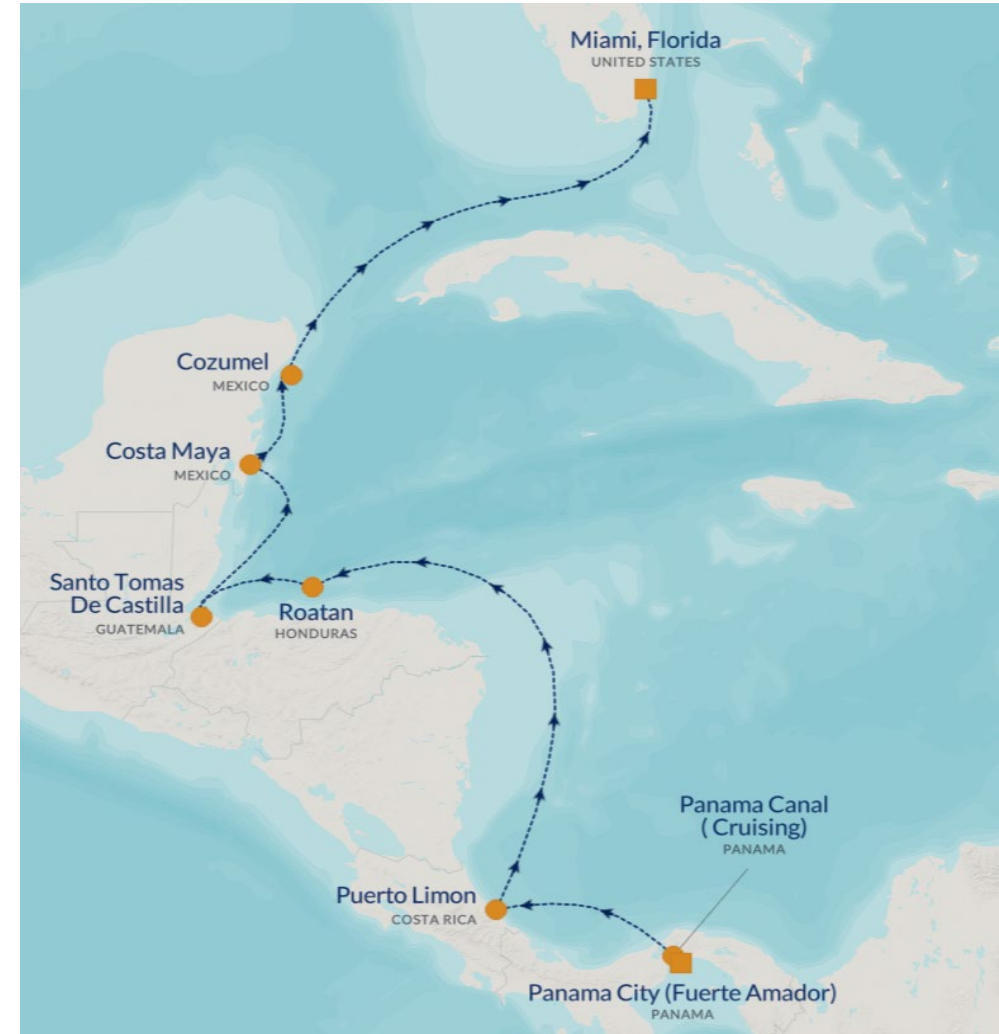 Miami, Florida
UNITED STATES
Cozumel
MEXICO
Costa Maya
MEXICO
Santo Tomas
De Castilla
GUATEMALA
Roatan
HONDURAS
Panama Canal
( Cruising)
PANAMA
Puerto Limon
COSTA RICA
Panama City (Fuerte Amador)
PANAMA